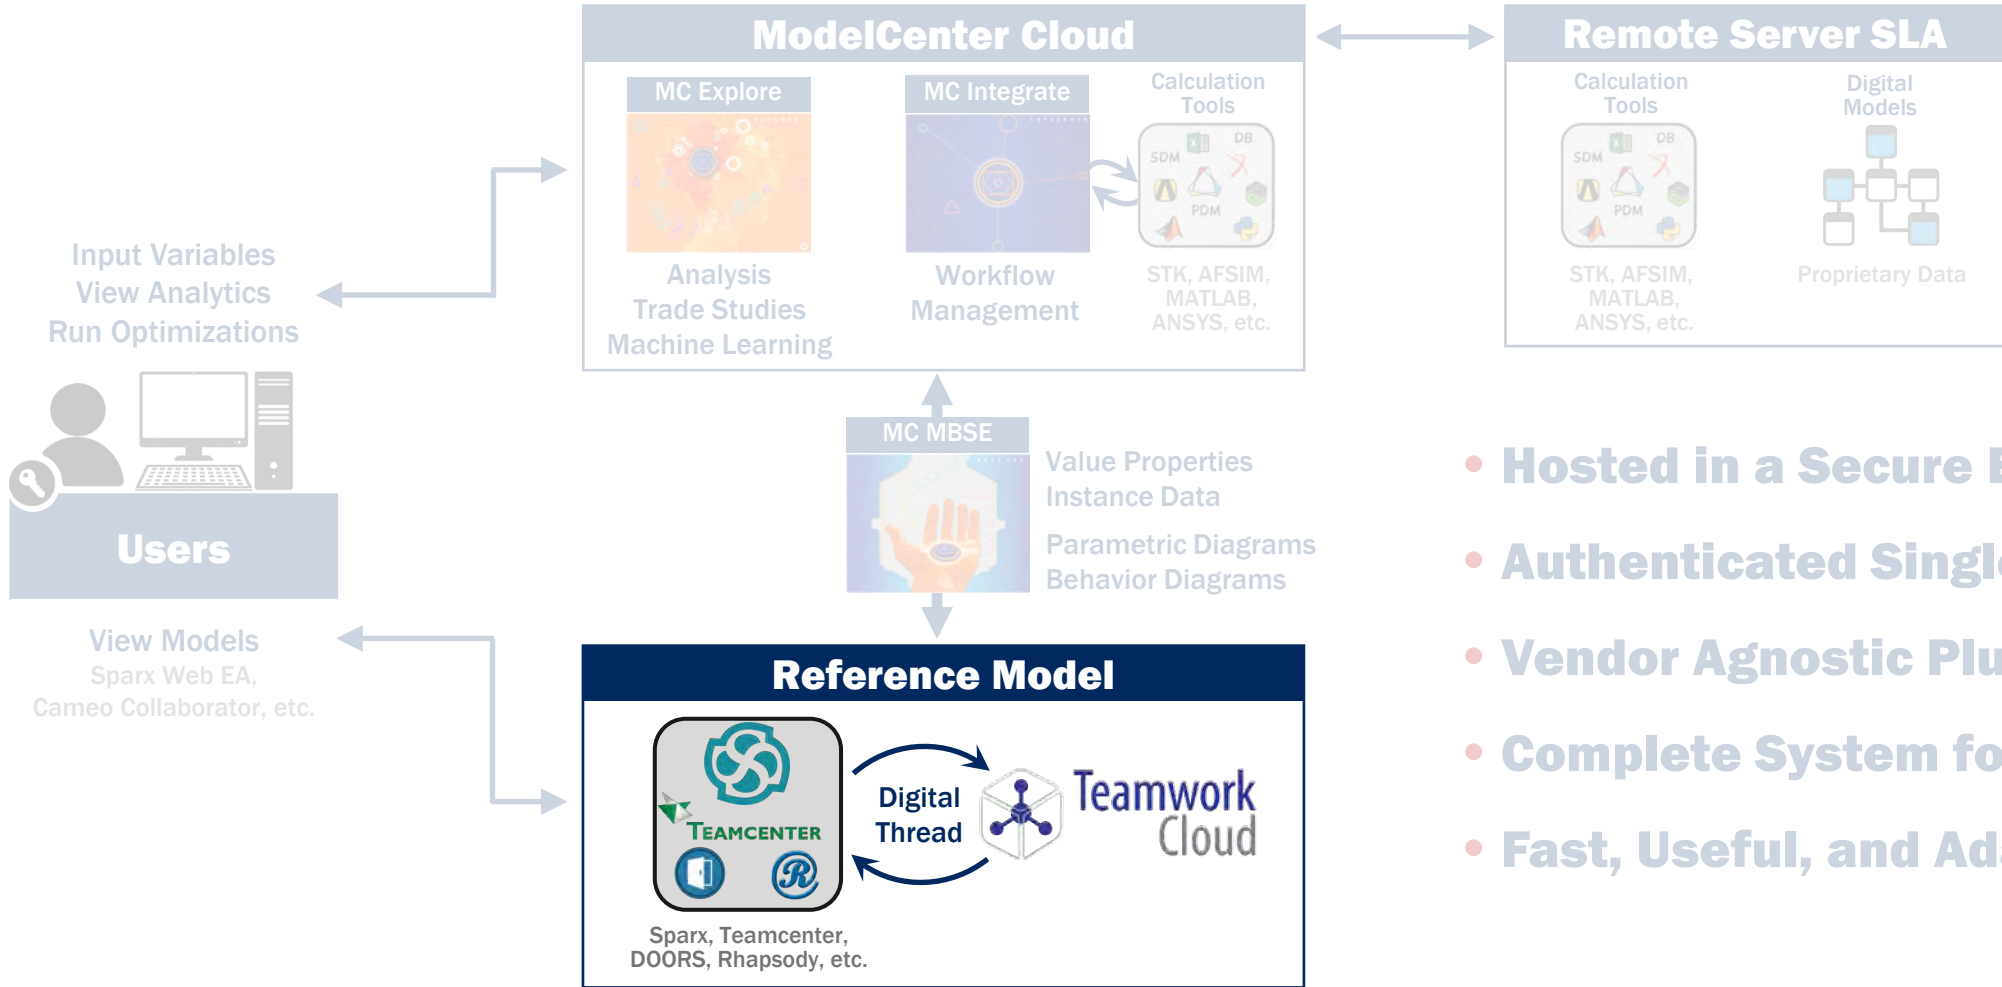 ModelCenter Cloud
MC Explore
Analysis
Trade Studies
Machine Learning
MC Integrate
Workflow
Management
Calculation
Tools
DB
SDM
PDM
STK, AFSIM,
MATLAB,
ANSYS, etc.
Remote Server SLA
Calculation
Tools
DB
SDM
PDM
STK, AFSIM,
MATLAB,
ANSYS, etc.
Digital
Models
Proprietary Data
Input Variables
View Analytics
Run Optimizations
Users
View Models
Sparx Web EA,
Cameo Collaborator, etc.
MC MBSE
Value Properties
Instance Data
Parametric Diagrams
Behavior Diagrams
Reference Model
TEAMCENTER
R
Sparx, Teamcenter,
DOORS, Rhapsody, etc.
Digital
Thread
Teamwork
Cloud
• Hosted in a Secure
• Authenticated
• Vendor Agnostic
• Complete System
• Fast, Useful, and